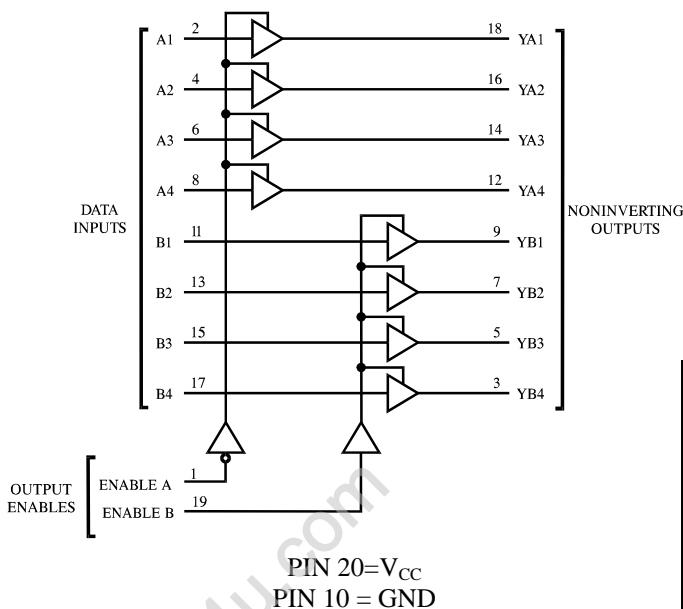 A1 2 18 YA1
A2 4 16 YA2
A3 6 14 YA3
A4 8 12 YA4
DATA
INPUTS
NONINVERTING
OUTPUTS
B1 11 9 YB1
B2 13 7 YB2
B3 15 5 YB3
B4 17 3 YB4
OUTPUT
ENABLES
ENABLE A 1
ENABLE B 19
PIN 20=VCC
PIN 10 = GND